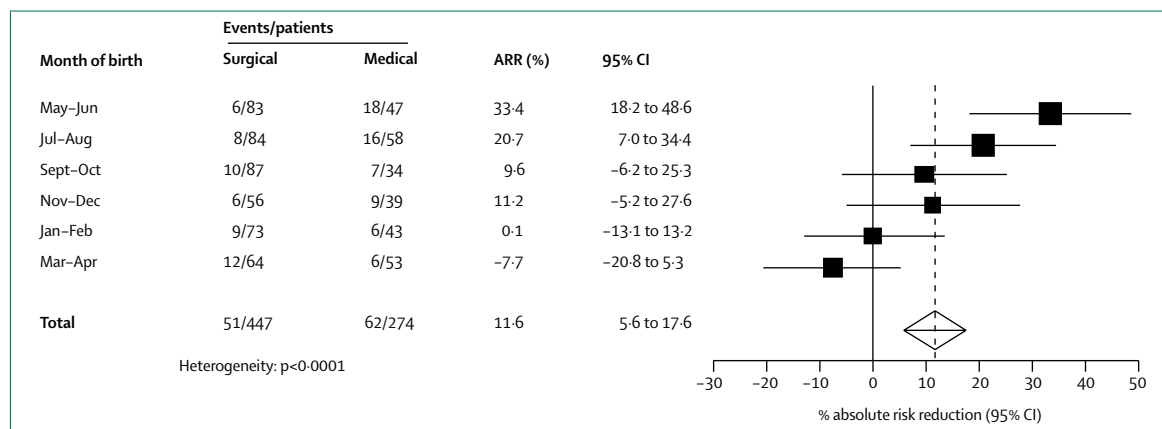 Events/patients
Month of birth Surgical Medical ARR (%) 95% CI
May–Jun 6/83 18/47 33·4 18·2 to 48·6
Jul–Aug 8/84 16/58 20·7 7·0 to 34·4
Sept–Oct 10/87 7/34 9·6 –6·2 to 25·3
Nov–Dec 6/56 9/39 11·2 –5·2 to 27·6
Jan–Feb 9/73 6/43 0·1 –13·1 to 13·2
Mar–Apr 12/64 6/53 –7·7 –20·8 to 5·3
Total 51/447 62/274 11·6 5·6 to 17·6
Heterogeneity: p<0·0001
–30 –20 –10 0 10 20 30 40 50
% absolute risk reduction (95% CI)